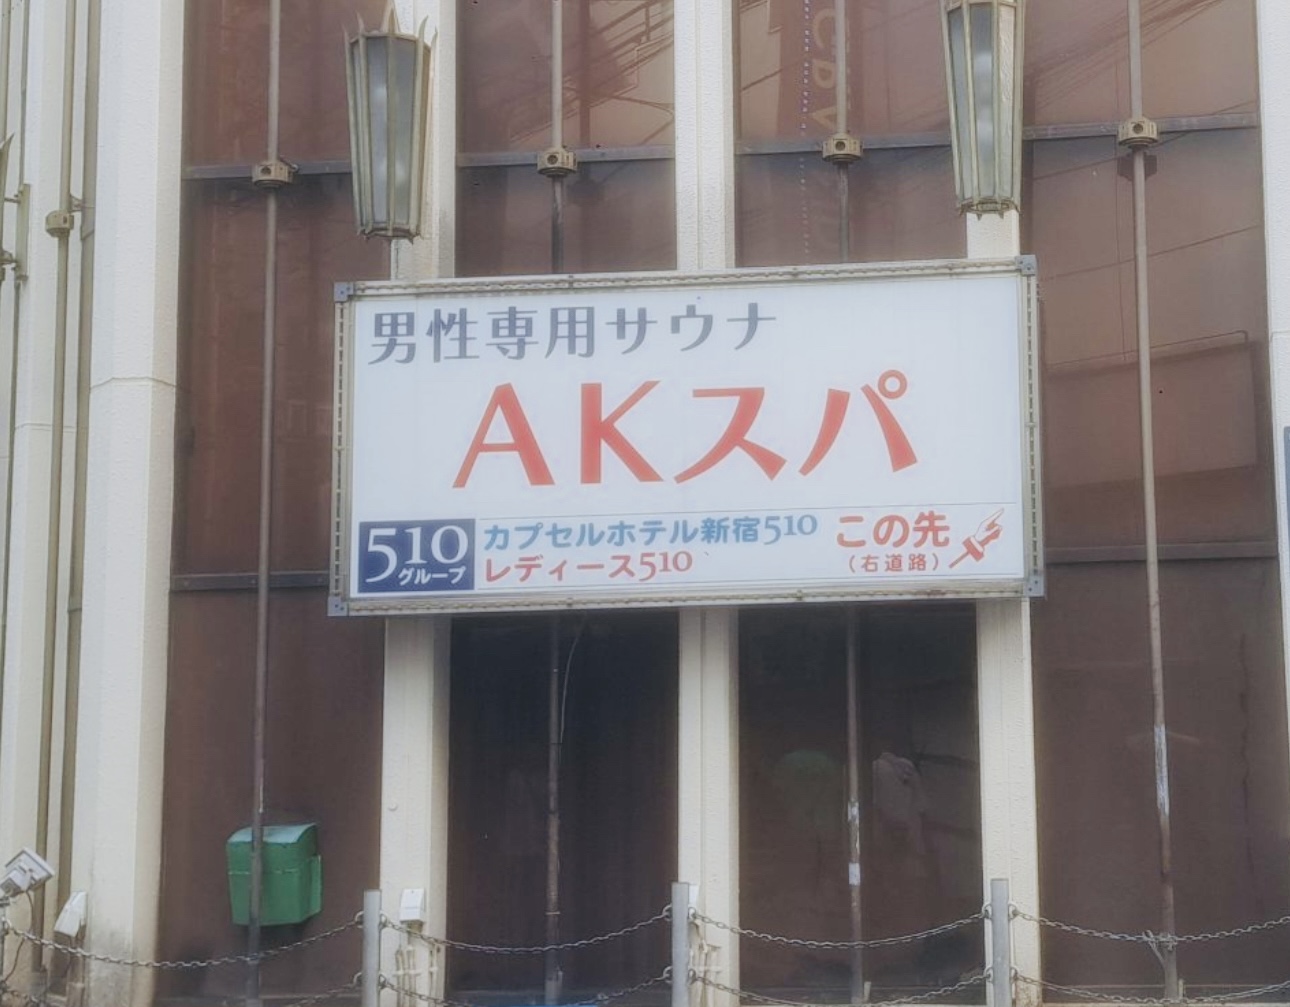 男性専用サウナ
AKスパ
510
グループ
カプセルホテル新宿510
レディース510
この先
(右道路)